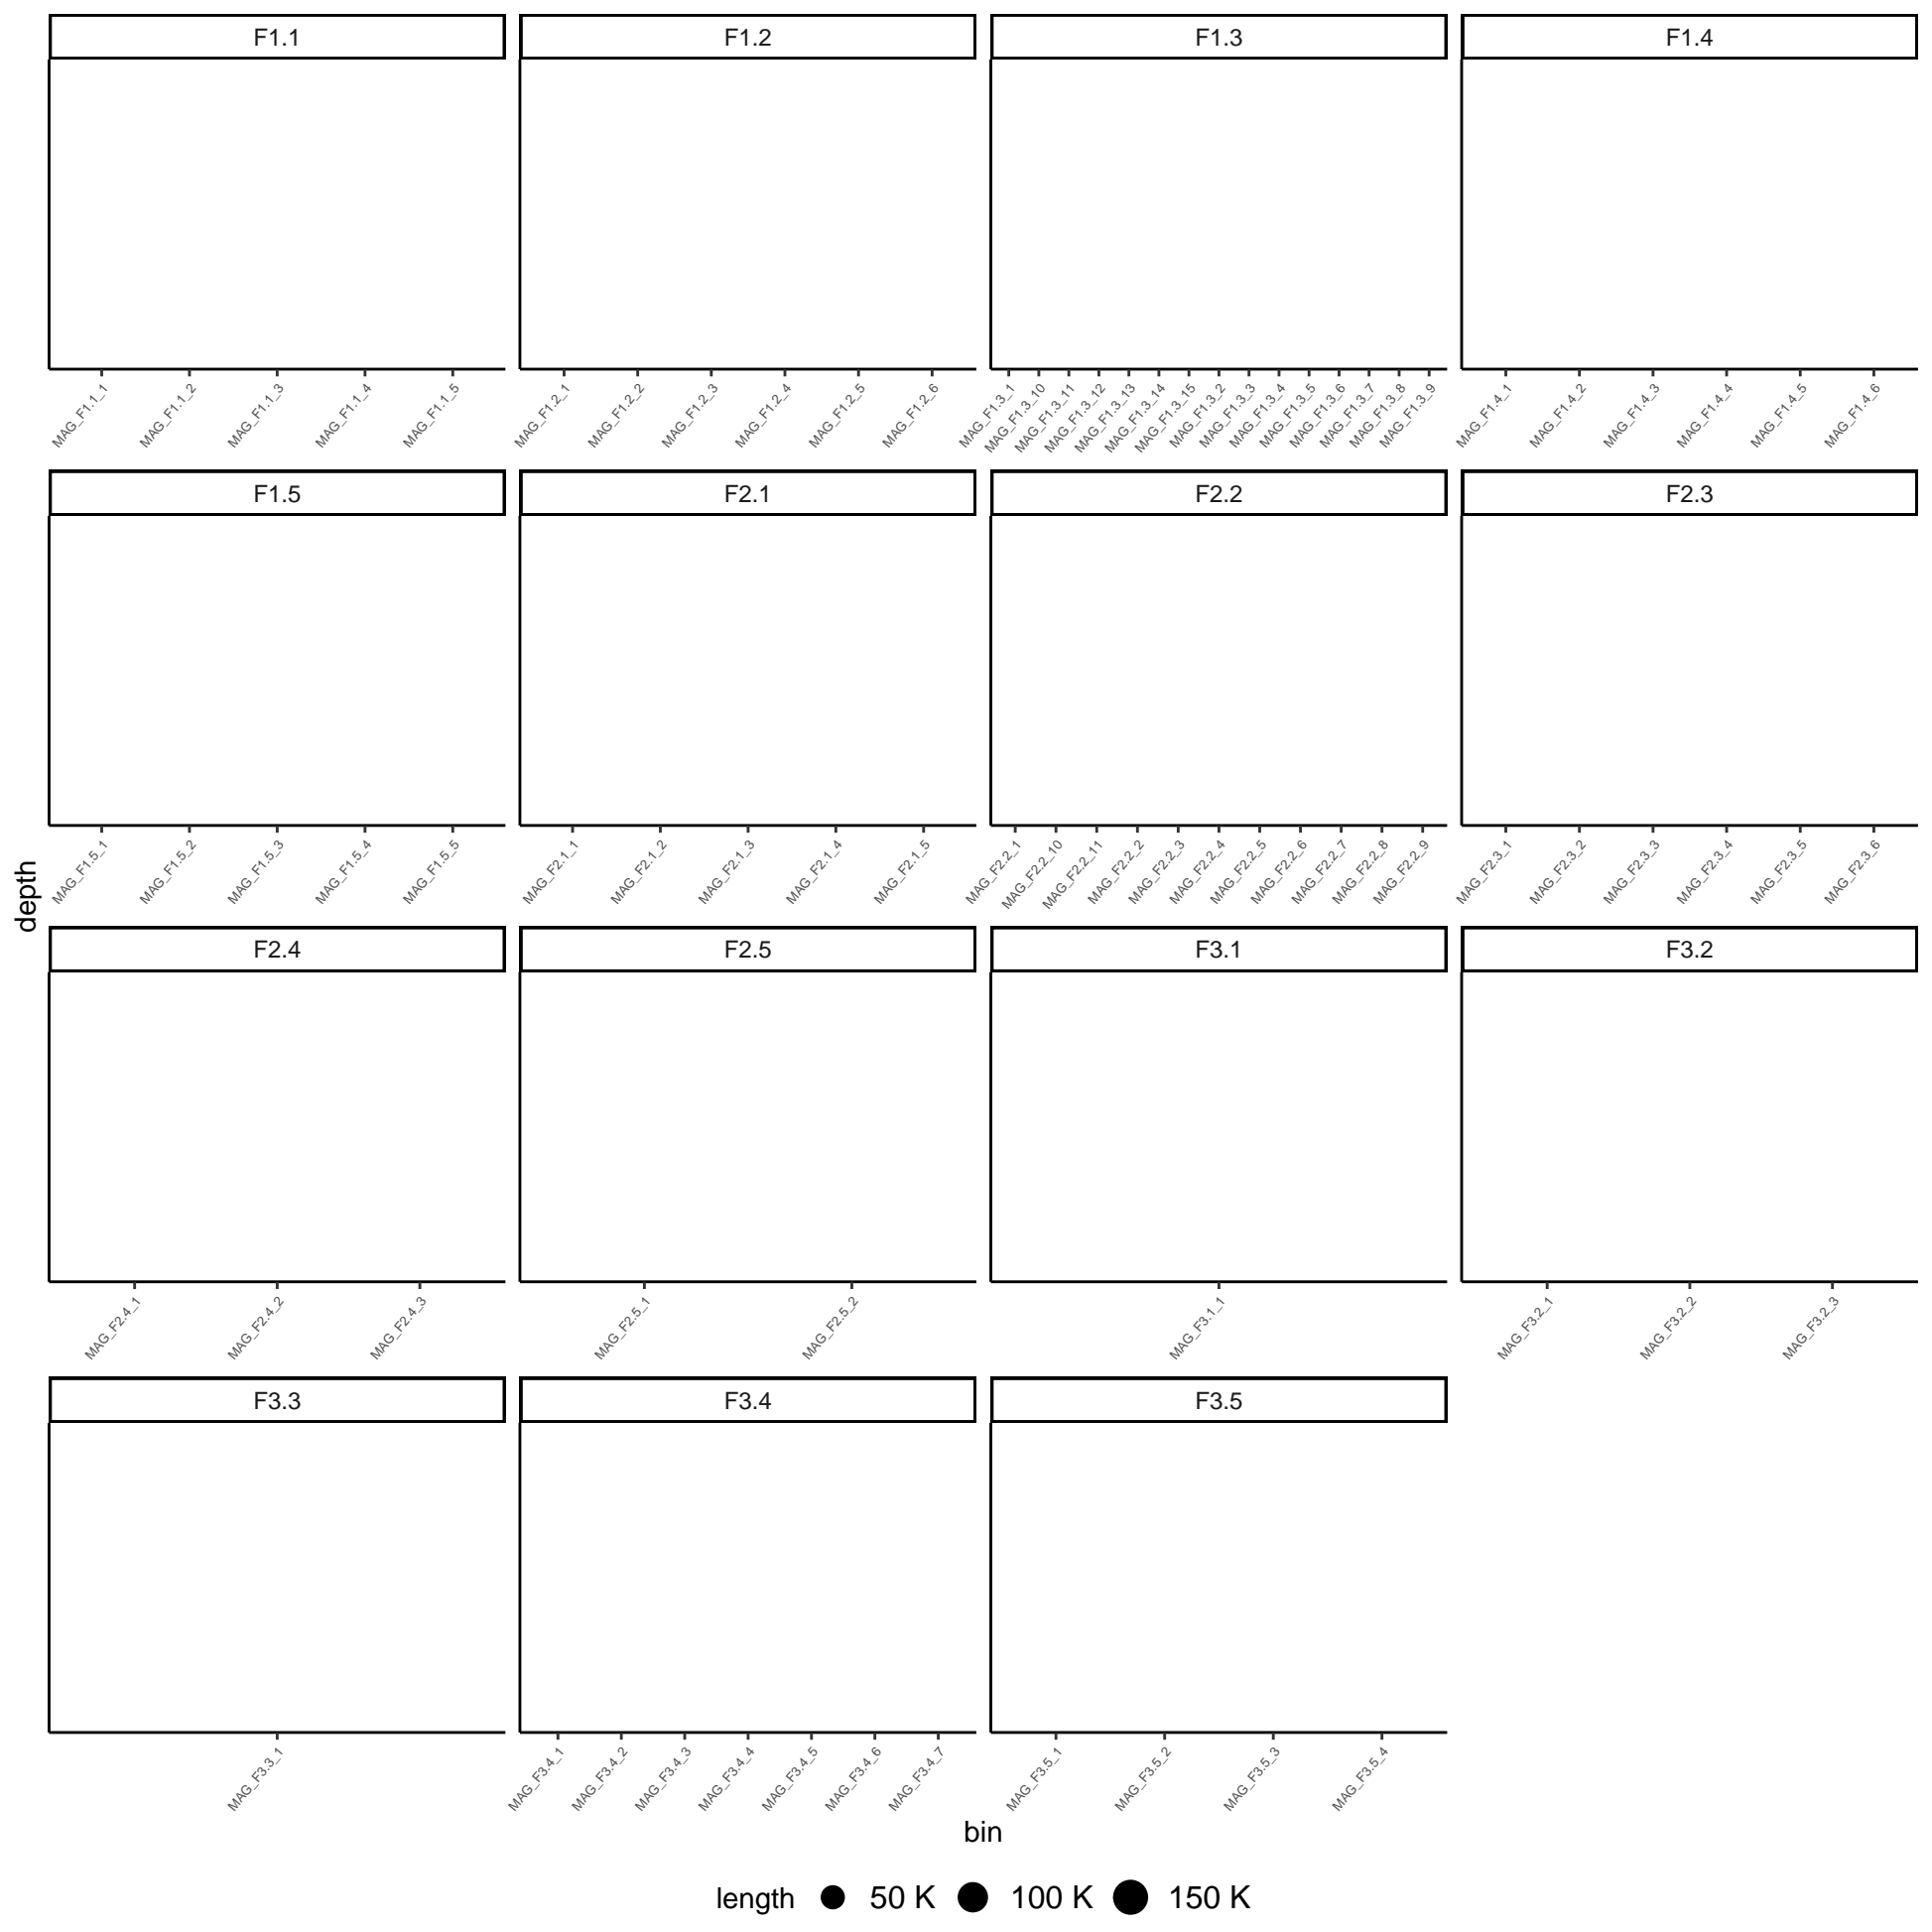 F1.1 F1.2 F1.3 F1.4
MAG_F1.1_1 MAG_F1.1_2 MAG_F1.1_3 MAG_F1.1_4 MAG_F1.1_5 MAG_F1.2_1 MAG_F1.2_2 MAG_F1.2_3 MAG_F1.2_4 MAG_F1.2_5 MAG_F1.2_6 MAG_F1.3_1 MAG_F1.3_10 MAG_F1.3_11 MAG_F1.3_12 MAG_F1.3_13 MAG_F1.3_14 MAG_F1.3_15 MAG_F1.3_2 MAG_F1.3_3 MAG_F1.3_4 MAG_F1.3_5 MAG_F1.3_6 MAG_F1.3_7 MAG_F1.3_8 MAG_F1.3_9 MAG_F1.4_1 MAG_F1.4_2 MAG_F1.4_3 MAG_F1.4_4 MAG_F1.4_5 MAG_F1.4_6
F1.5 F2.1 F2.2 F2.3
MAG_F1.5_1 MAG_F1.5_2 MAG_F1.5_3 MAG_F1.5_4 MAG_F1.5_5 MAG_F2.1_1 MAG_F2.1_2 MAG_F2.1_3 MAG_F2.1_4 MAG_F2.1_5 MAG_F2.2_1 MAG_F2.2_10 MAG_F2.2_11 MAG_F2.2_2 MAG_F2.2_3 MAG_F2.2_4 MAG_F2.2_5 MAG_F2.2_6 MAG_F2.2_7 MAG_F2.2_8 MAG_F2.2_9 MAG_F2.3_1 MAG_F2.3_2 MAG_F2.3_3 MAG_F2.3_4 MAG_F2.3_5 MAG_F2.3_6
depth
F2.4 F2.5 F3.1 F3.2
MAG_F2.4_1 MAG_F2.4_2 MAG_F2.4_3 MAG_F2.5_1 MAG_F2.5_2 MAG_F3.1_1 MAG_F3.2_1 MAG_F3.2_2 MAG_F3.2_3
F3.3 F3.4 F3.5
MAG_F3.3_1 MAG_F3.4_1 MAG_F3.4_2 MAG_F3.4_3 MAG_F3.4_4 MAG_F3.4_5 MAG_F3.4_6 MAG_F3.4_7 MAG_F3.5_1 MAG_F3.5_2 MAG_F3.5_3 MAG_F3.5_4
bin
length 50 K 100 K 150 K